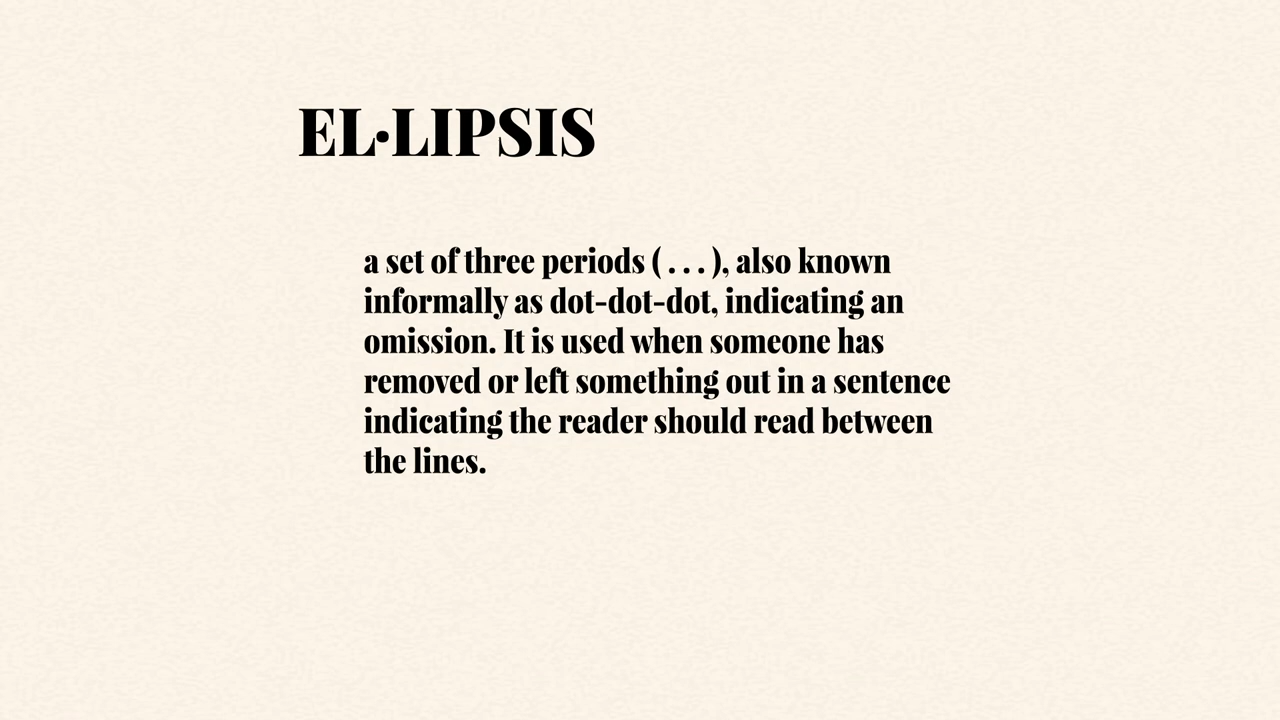 EL·LIPSIS
a set of three periods ( . . . ), also known
informally as dot-dot-dot, indicating an
omission. It is used when someone has
removed or left something out in a sentence
indicating the reader should read between
the lines.